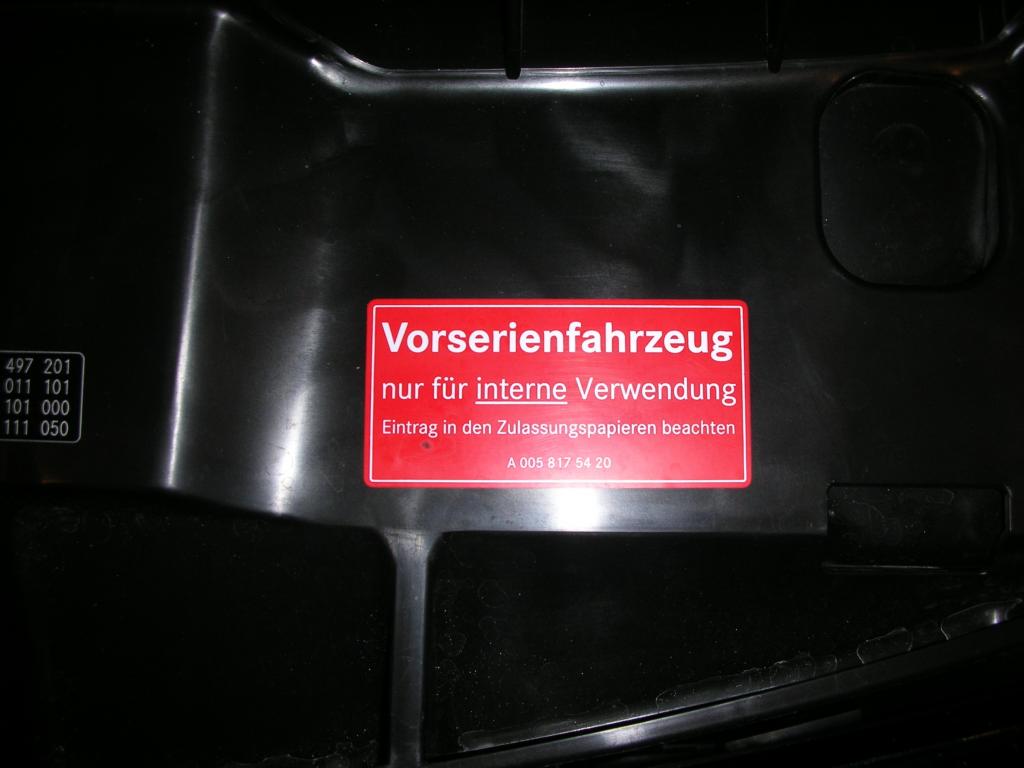 Vorserienfahrzeug
nur für interne Verwendung
Eintrag in den Zulassungspapieren beachten
A 005 817 54 20
497 201
011 101
101 000
111 050